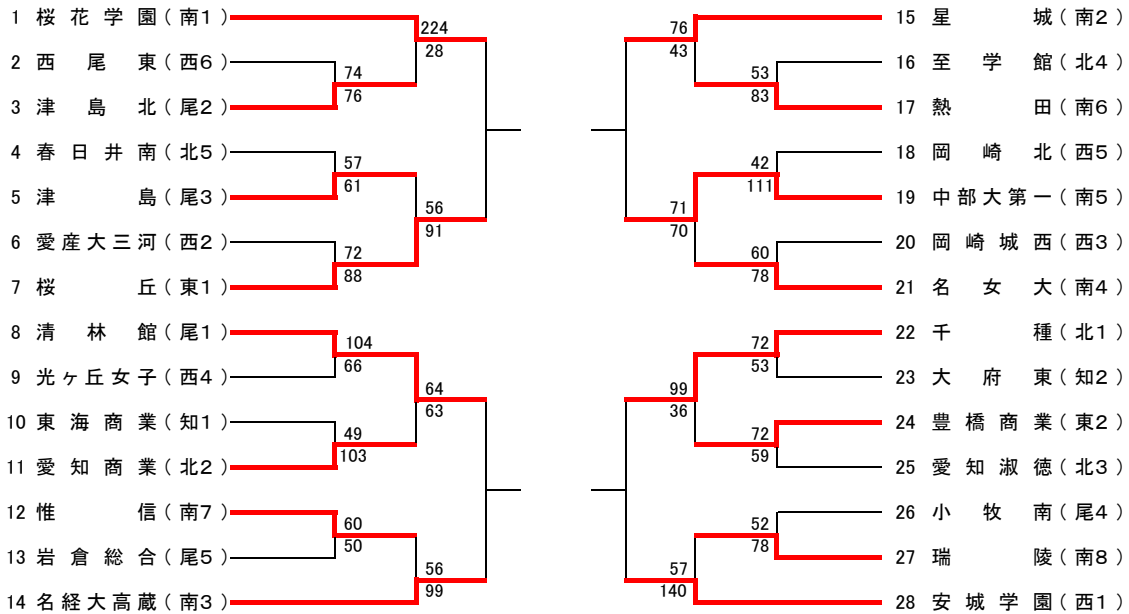 1 桜花学園(南1)
2 西尾東(西6)
3 津島北(尾2)
4 春日井南(北5)
5 津島(尾3)
6 愛産大三河(西2)
7 桜丘(東1)
8 清林館(尾1)
9 光ヶ丘女子(西4)
10 東海商業(知1)
11 愛知商業(北2)
12 惟信(南7)
13 岩倉総合(尾5)
14 名経大高蔵(南3)
74
76
57
61
72
88
104
66
49
103
60
50
224
28
56
91
64
63
56
99
76
43
71
70
99
36
57
140
53
83
42
111
60
78
72
53
72
59
52
78
15 星城(南2)
16 至学館(北4)
17 熱田(南6)
18 岡崎北(西5)
19 中部大第一(南5)
20 岡崎城西(西3)
21 名女大(南4)
22 千種(北1)
23 大府東(知2)
24 豊橋商業(東2)
25 愛知淑徳(北3)
26 小牧南(尾4)
27 瑞陵(南8)
28 安城学園(西1)